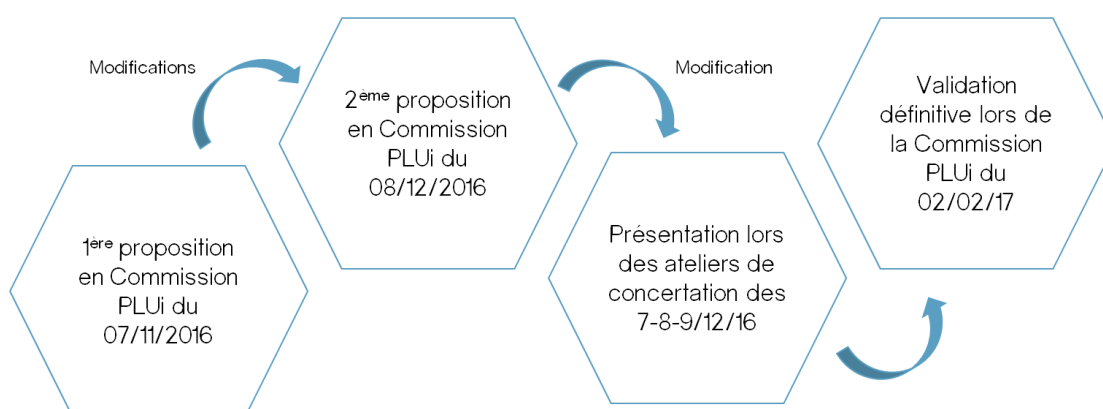 1ère proposition
en Commission
PLUi du
07/11/2016
Modifications
2ème proposition
en Commission
PLUi du
08/12/2016
Modification
Présentation lors
des ateliers de
concertation des
7-8-9/12/16
Validation
définitive lors de
la Commission
PLUi du
02/02/17